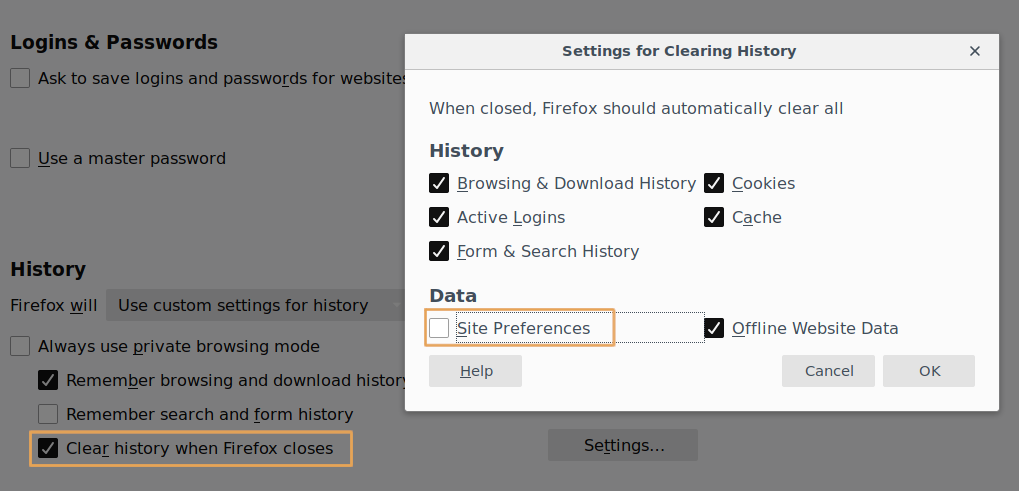 Logins & Passwords
Ask to save logins and passwords for websites
Use a master password
History
Firefox will Use custom settings for history
Always use private browsing mode
Remember browsing and download history
Remember search and form history
Clear history when Firefox closes
Settings...
Settings for Clearing History
When closed, Firefox should automatically clear all
History
Browsing & Download History Cookies
Active Logins Cache
Form & Search History
Data
Site Preferences Offline Website Data
Help Cancel OK